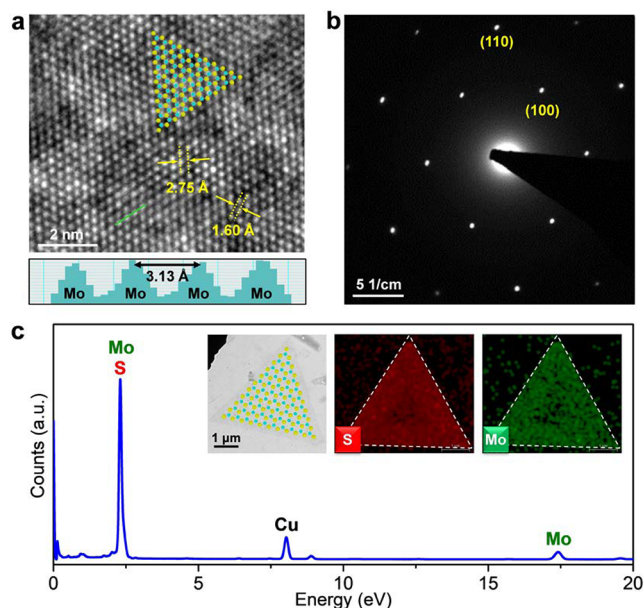 a
2.75 Å
1.60 Å
2 nm
3.13 Å
Mo Mo Mo Mo
b
(110)
(100)
5 1/cm
c
Mo
S
1 µm
S
Mo
Cu
Mo
Counts (a.u.)
0 5 10 15 20
Energy (eV)